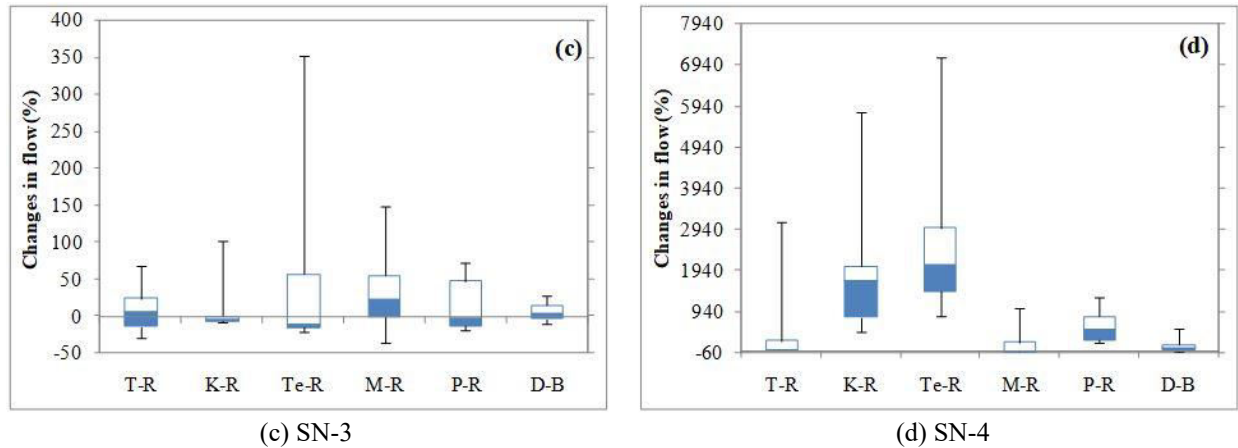 400
350
300
250
200
150
100
50
0
-50
Changes in flow(%)
(c)
T-R K-R Te-R M-R P-R D-B
(c) SN-3
7940
6940
5940
4940
3940
2940
1940
940
-60
Changes in flow (%)
(d)
T-R K-R Te-R M-R P-R D-B
(d) SN-4